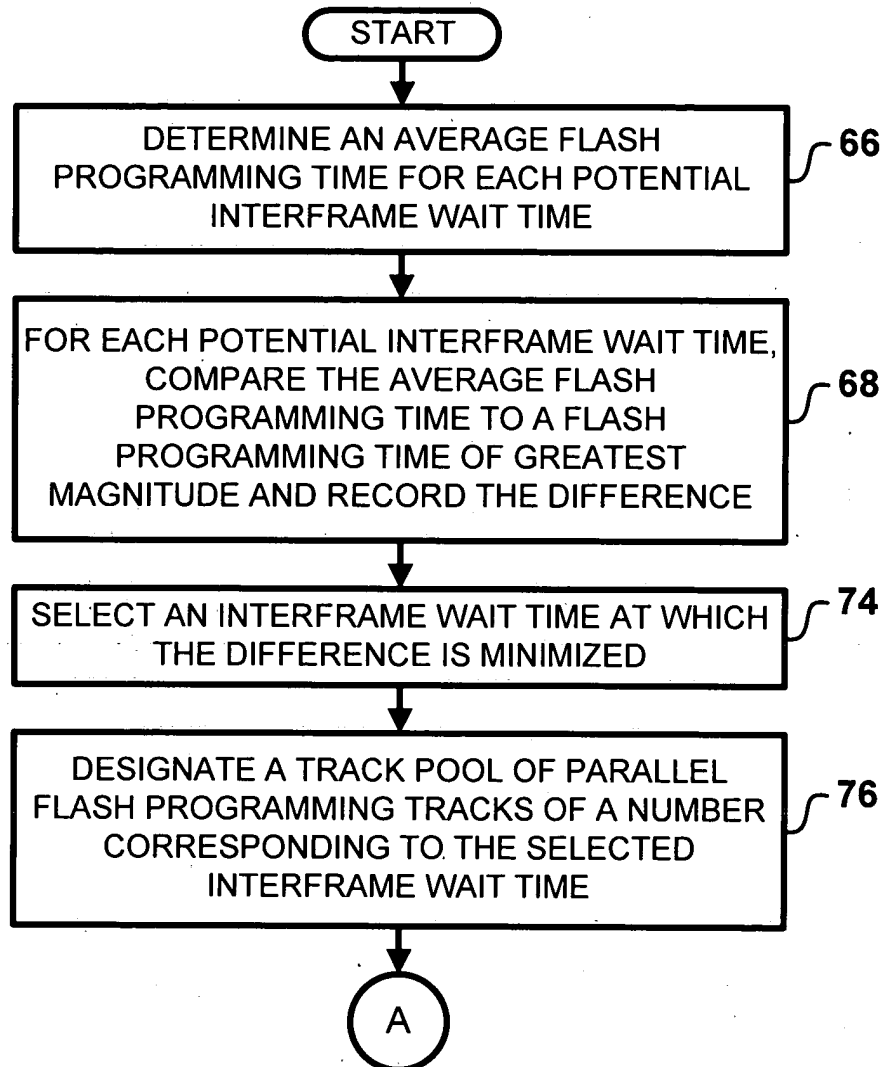 START
DETERMINE AN AVERAGE FLASH
PROGRAMMING TIME FOR EACH POTENTIAL
INTERFRAME WAIT TIME
66
FOR EACH POTENTIAL INTERFRAME WAIT TIME,
COMPARE THE AVERAGE FLASH
PROGRAMMING TIME TO A FLASH
PROGRAMMING TIME OF GREATEST
MAGNITUDE AND RECORD THE DIFFERENCE
68
SELECT AN INTERFRAME WAIT TIME AT WHICH
THE DIFFERENCE IS MINIMIZED
74
DESIGNATE A TRACK POOL OF PARALLEL
FLASH PROGRAMMING TRACKS OF A NUMBER
CORRESPONDING TO THE SELECTED
INTERFRAME WAIT TIME
76
A